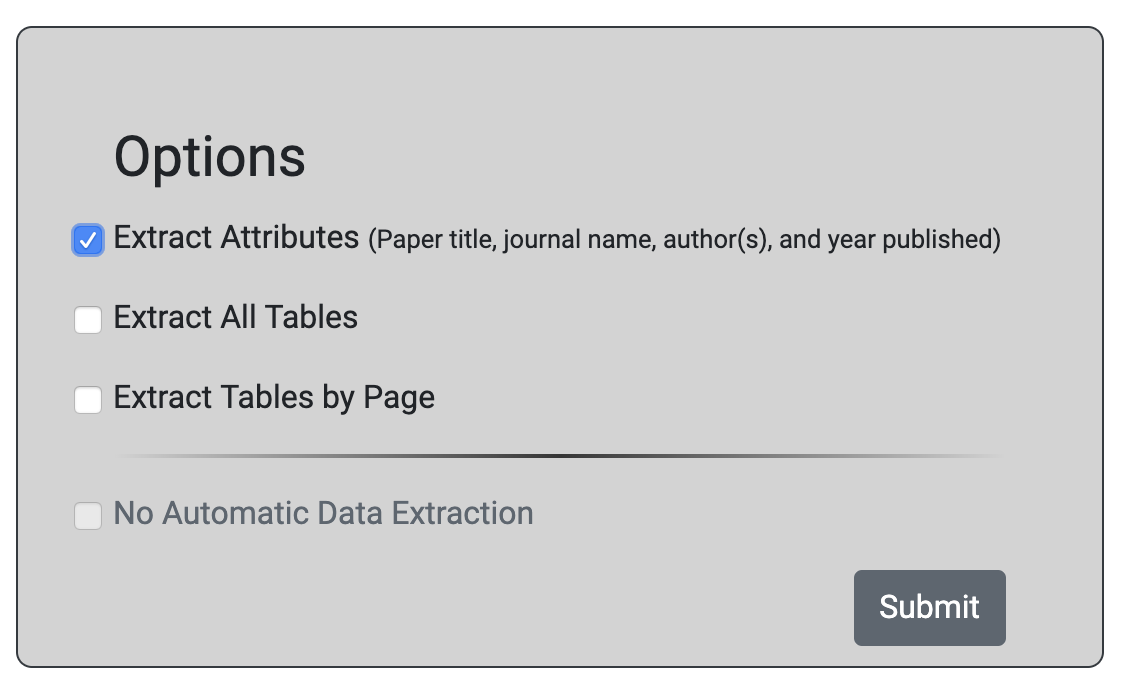 Options
Extract Attributes (Paper title, journal name, author(s), and year published)
Extract All Tables
Extract Tables by Page
No Automatic Data Extraction
Submit